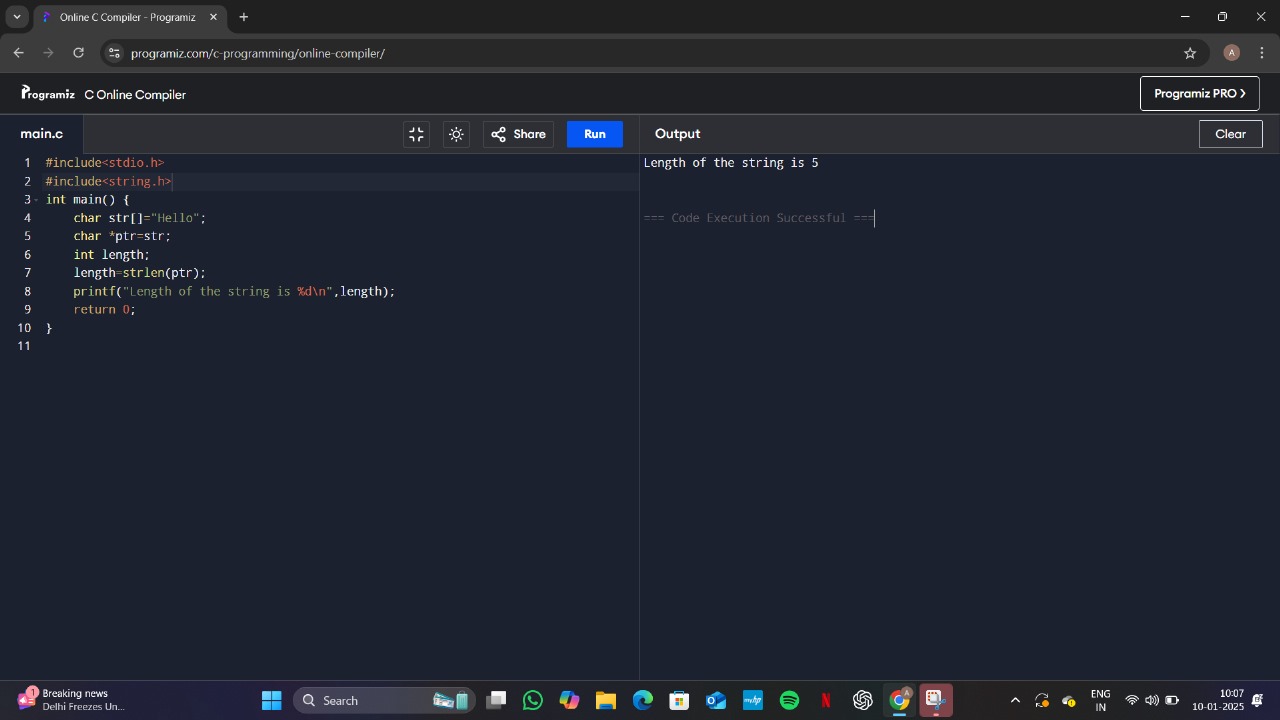 Online C Compiler - Programiz
programiz.com/c-programming/online-compiler/
A
Programiz C Online Compiler
Programiz PRO >
main.c
Share
Run
Output
Clear
1 #include<stdio.h>
2 #include<string.h>
3 int main() {
4 char str[]="Hello";
5 char *ptr=str;
6 int length;
7 length=strlen(ptr);
8 printf("Length of the string is %d\n",length);
9 return 0;
10 }
11
Length of the string is 5
=== Code Execution Successful ===
1
Breaking news
Delhi Freezes Un...
Search
myhp
N
A
ENG
IN
10:07
10-01-2025